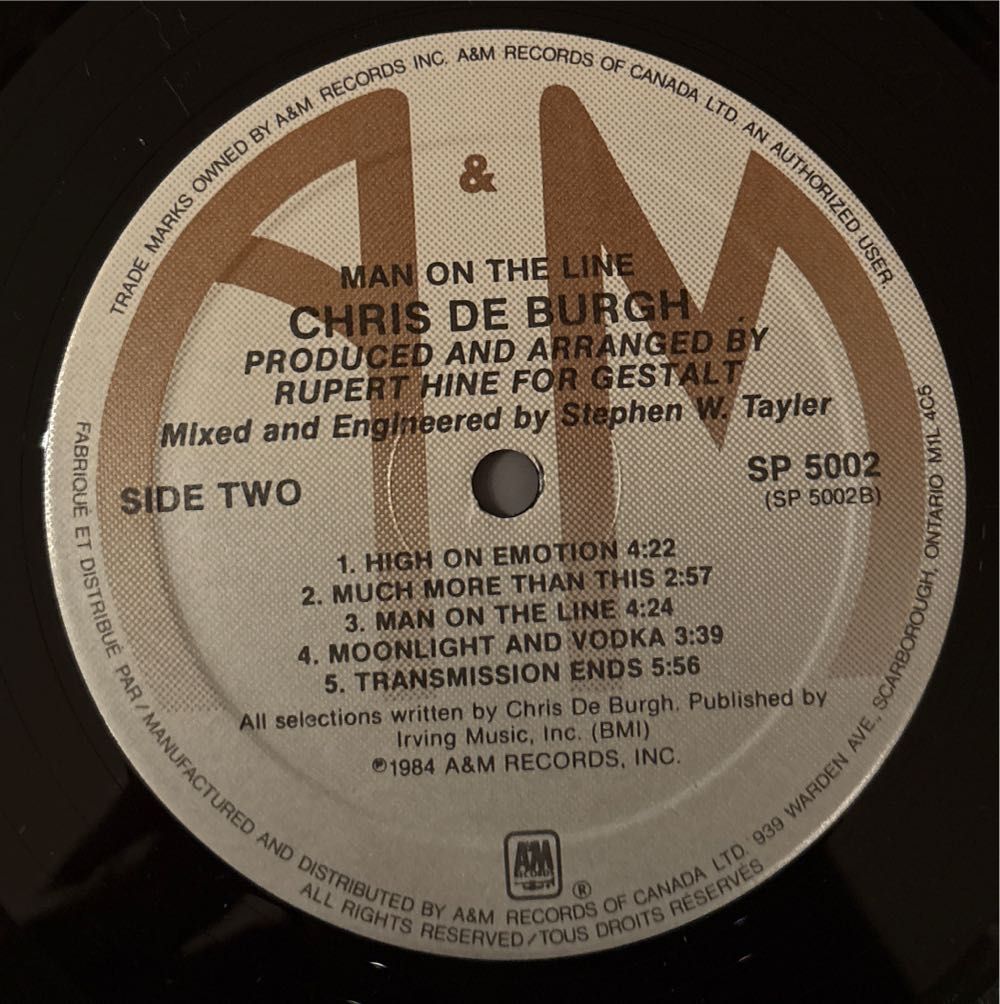 TRADE MARKS OWNED BY A&M RECORDS INC. A&M RECORDS OF CANADA LTD. AN AUTHORIZED USER.
A & M
MAN ON THE LINE
CHRIS DE BURGH
PRODUCED AND ARRANGED BY
RUPERT HINE FOR GESTALT
Mixed and Engineered by Stephen W. Tayler
SIDE TWO
SP 5002
(SP 5002B)
1. HIGH ON EMOTION 4:22
2. MUCH MORE THAN THIS 2:57
3. MAN ON THE LINE 4:24
4. MOONLIGHT AND VODKA 3:39
5. TRANSMISSION ENDS 5:56
All selections written by Chris De Burgh. Published by
Irving Music, Inc. (BMI)
℗1984 A&M RECORDS, INC.
A&M
RECORDS
®
FABRIQUÉ ET DISTRIBUÉ PAR/MANUFACTURED AND DISTRIBUTED BY A&M RECORDS OF CANADA LTD. 939 WARDEN AVE., SCARBOROUGH, ONTARIO M1L 4C5
ALL RIGHTS RESERVED/TOUS DROITS RÉSERVÉS